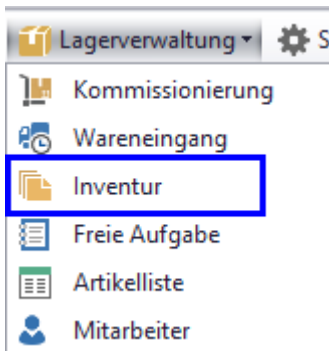 Lagerverwaltung
S
Kommissionierung
Wareneingang
Inventur
Freie Aufgabe
Artikelliste
Mitarbeiter